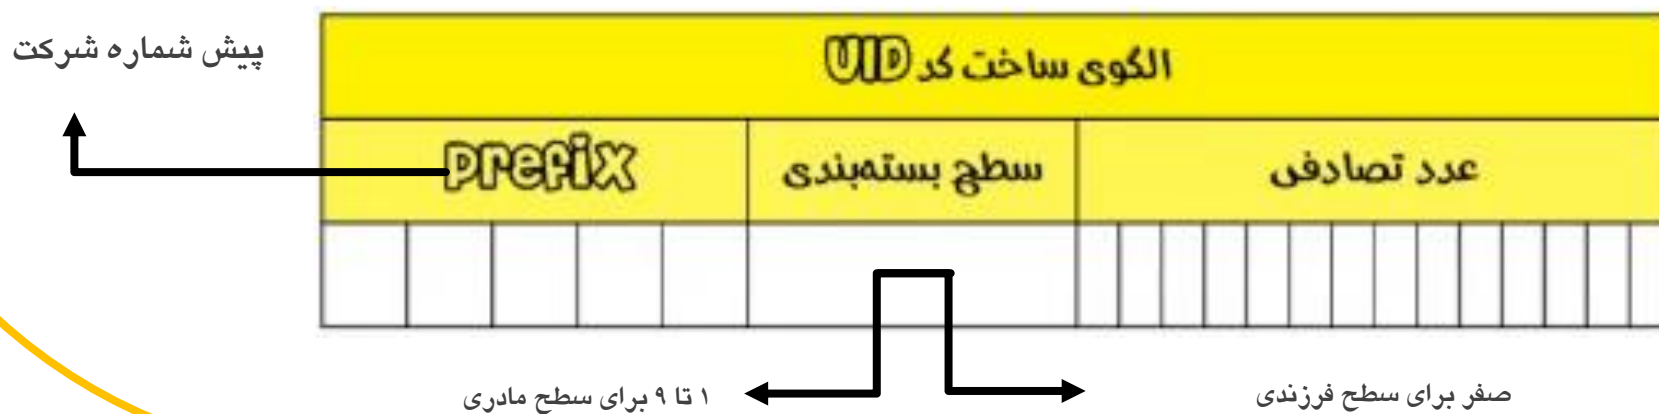 پیش شماره شرکت
الگوی ساخت کد UID
prefix
سطح بسته‌بندی
عدد تصادفی
۱ تا ۹ برای سطح مادری
صفر برای سطح فرزندی